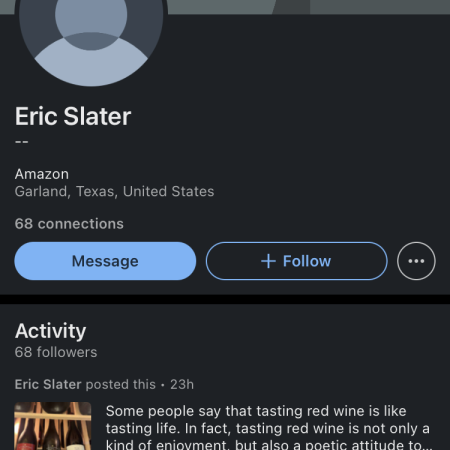 Eric Slater
--
Amazon
Garland, Texas, United States
68 connections
Message
+ Follow
Activity
68 followers
Eric Slater posted this • 23h
Some people say that tasting red wine is like
tasting life. In fact, tasting red wine is not only a
kind of enjoyment, but also a poetic attitude to...